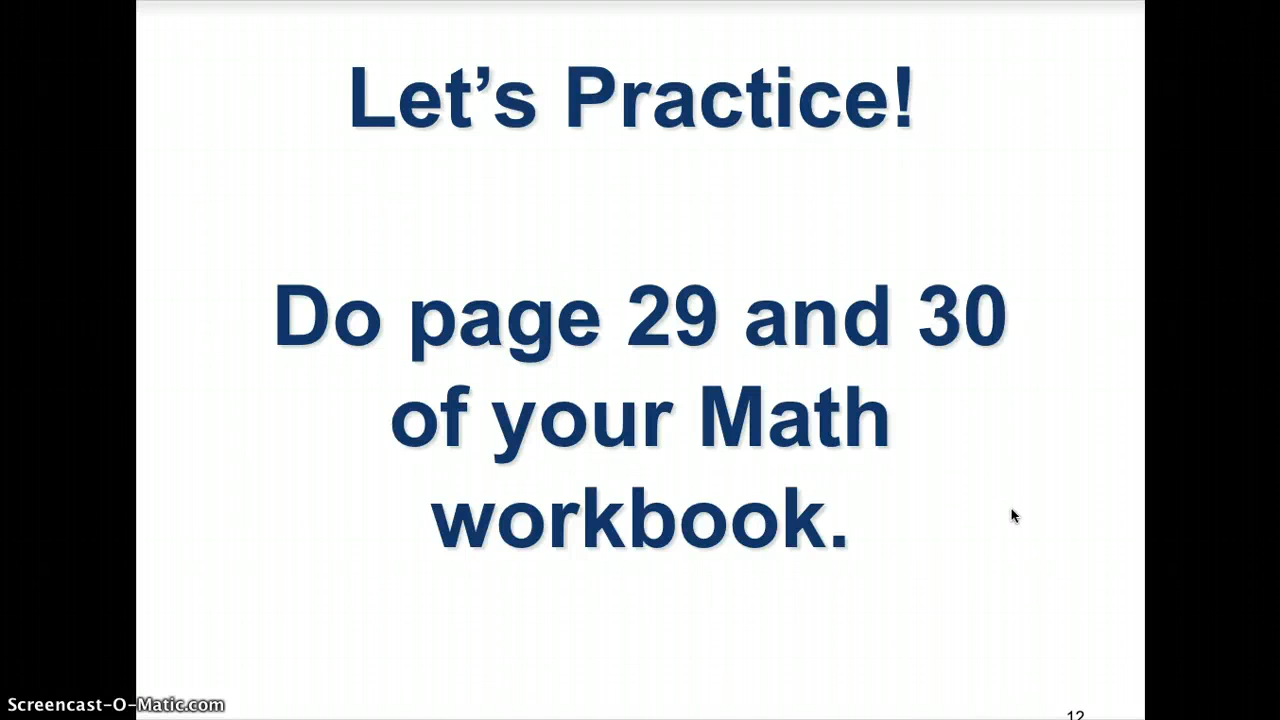 Let’s Practice!
Do page 29 and 30
of your Math
workbook.
12
Screencast-O-Matic.com